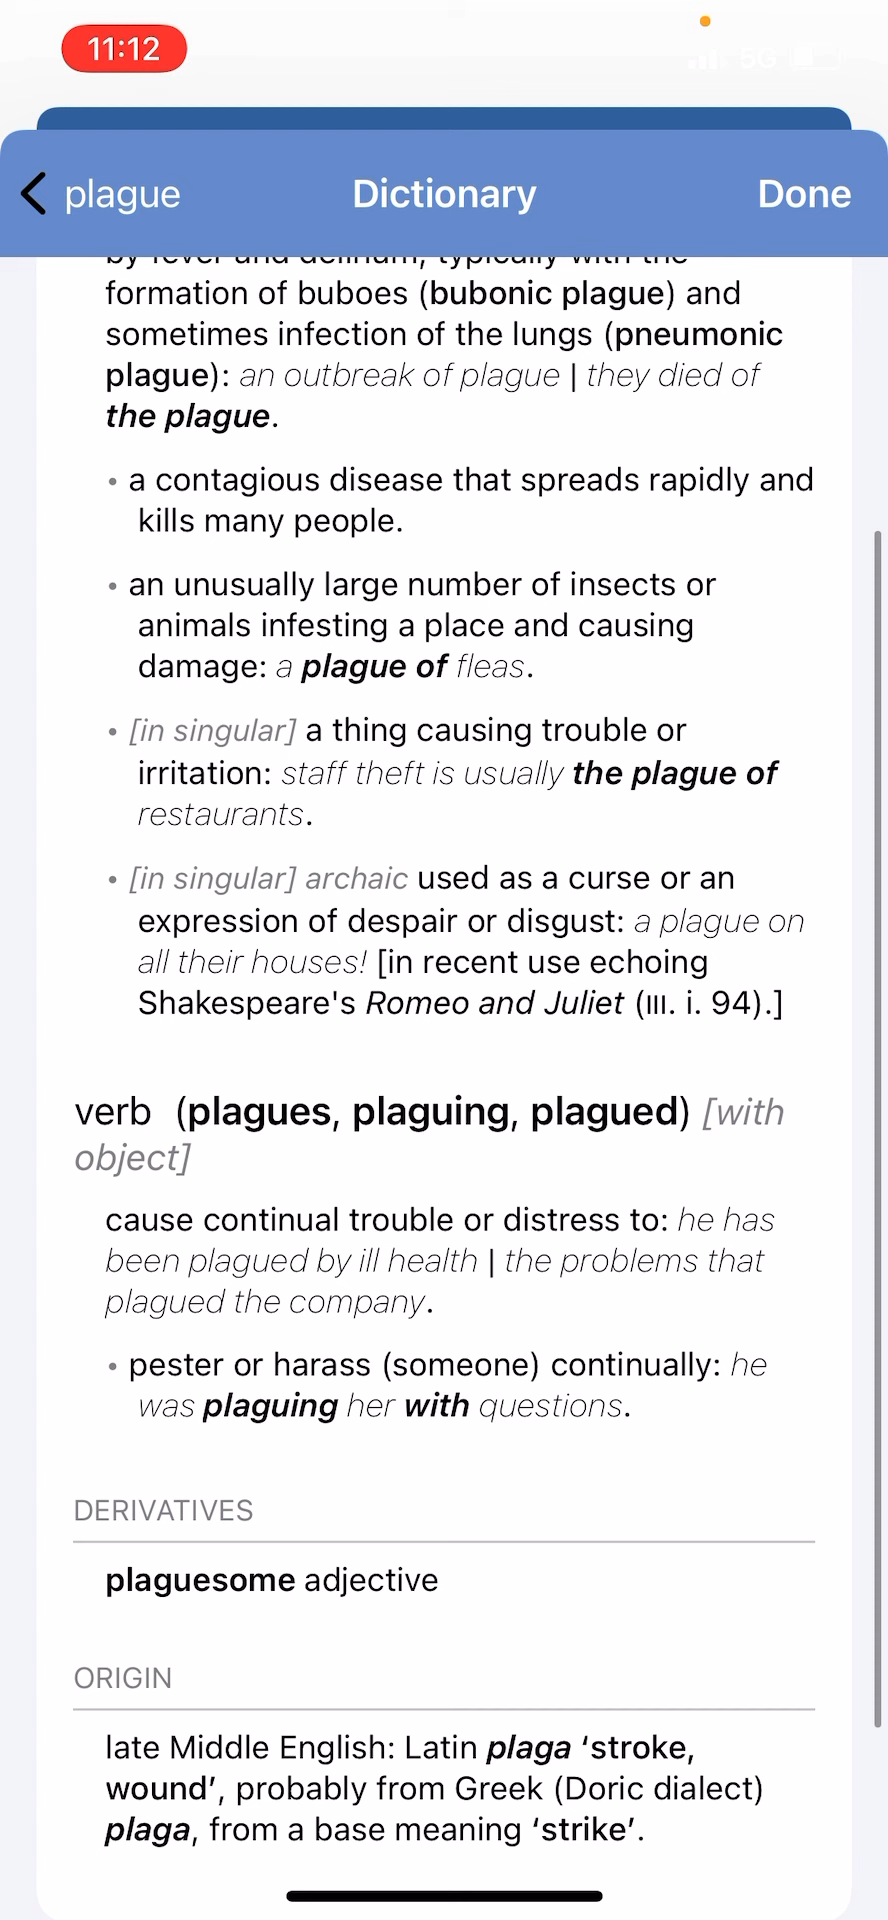 11:12
5G
plague
Dictionary
Done
by fever and delirium, typically with the
formation of buboes (bubonic plague) and
sometimes infection of the lungs (pneumonic
plague): an outbreak of plague | they died of
the plague.
• a contagious disease that spreads rapidly and
kills many people.
• an unusually large number of insects or
animals infesting a place and causing
damage: a plague of fleas.
• [in singular] a thing causing trouble or
irritation: staff theft is usually the plague of
restaurants.
• [in singular] archaic used as a curse or an
expression of despair or disgust: a plague on
all their houses! [in recent use echoing
Shakespeare's Romeo and Juliet (III. i. 94).]
verb (plagues, plaguing, plagued) [with
object]
cause continual trouble or distress to: he has
been plagued by ill health | the problems that
plagued the company.
• pester or harass (someone) continually: he
was plaguing her with questions.
DERIVATIVES
plaguesome adjective
ORIGIN
late Middle English: Latin plaga ‘stroke,
wound’, probably from Greek (Doric dialect)
plaga, from a base meaning ‘strike’.